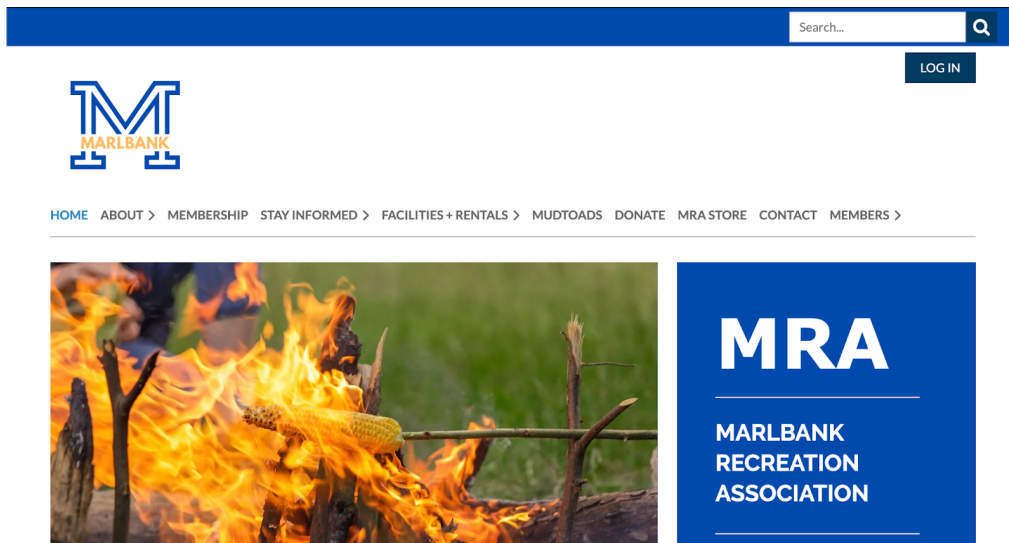 Search...
LOG IN
M
MARLBANK
HOME ABOUT > MEMBERSHIP STAY INFORMED > FACILITIES + RENTALS > MUDTOADS DONATE MRA STORE CONTACT MEMBERS >
MRA
MARLBANK
RECREATION
ASSOCIATION